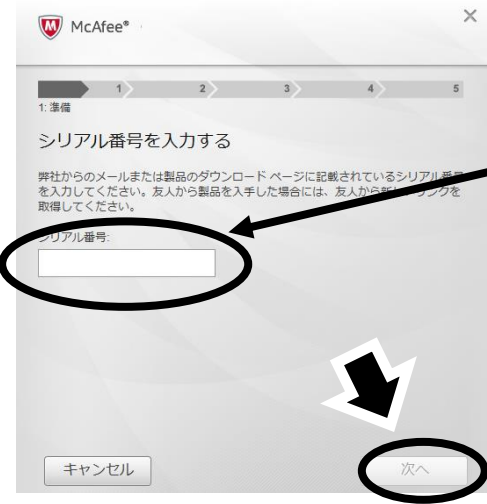 McAfee®
1 2 3 4 5
1: 準備
シリアル番号を入力する
弊社からのメールまたは製品のダウンロード ページに記載されているシリアル番号
を入力してください。友人から製品を入手した場合には、友人から新しいリンクを
取得してください。
シリアル番号:
キャンセル
次へ